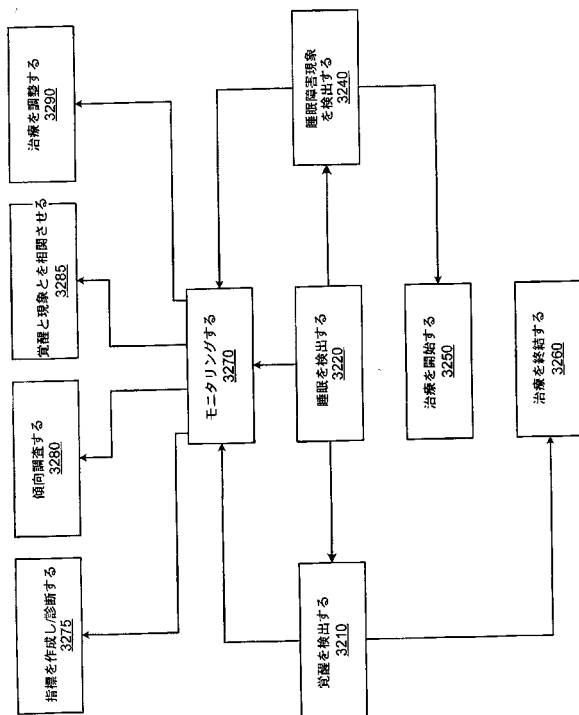 指標を作成し/診断する
3275
傾向調査する
3280
覚醒と現象とを相関させる
3285
治療を調整する
3290
モニタリングする
3270
覚醒を検出する
3210
睡眠を検出する
3220
睡眠障害現象
を検出する
3240
治療を開始する
3250
治療を終結する
3260